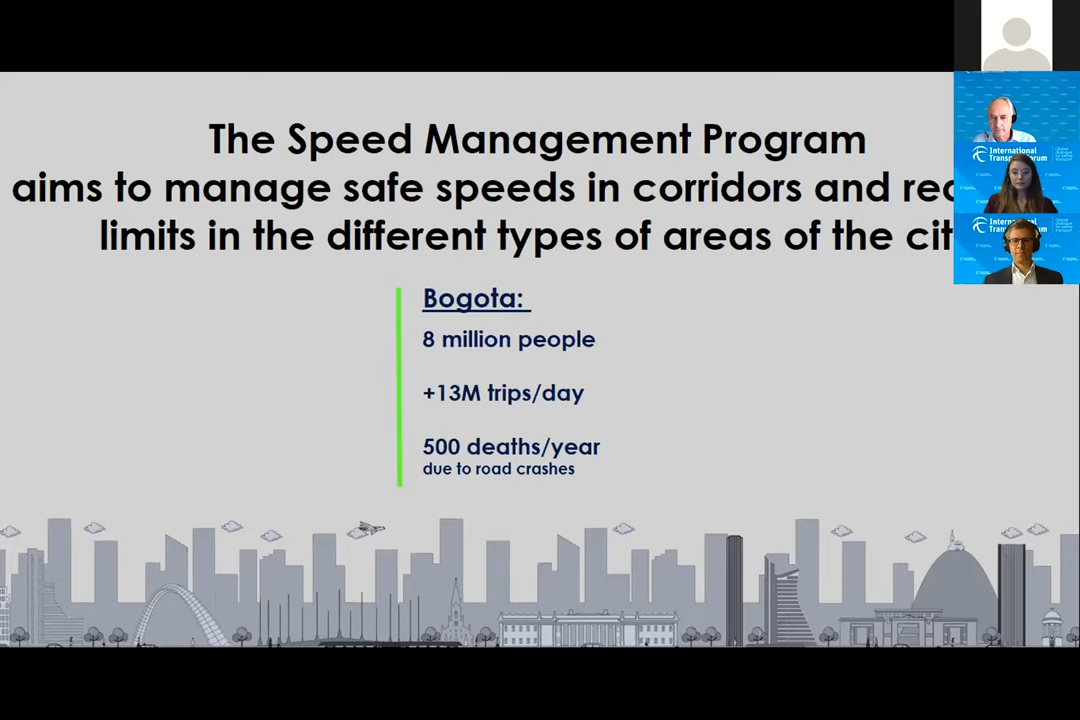 The Speed Management Program
aims to manage safe speeds in corridors and
limits in the different types of areas of the
Bogota:
8 million people
+13M trips/day
500 deaths/year
due to road crashes
International
Transport Forum
International
Transport Forum